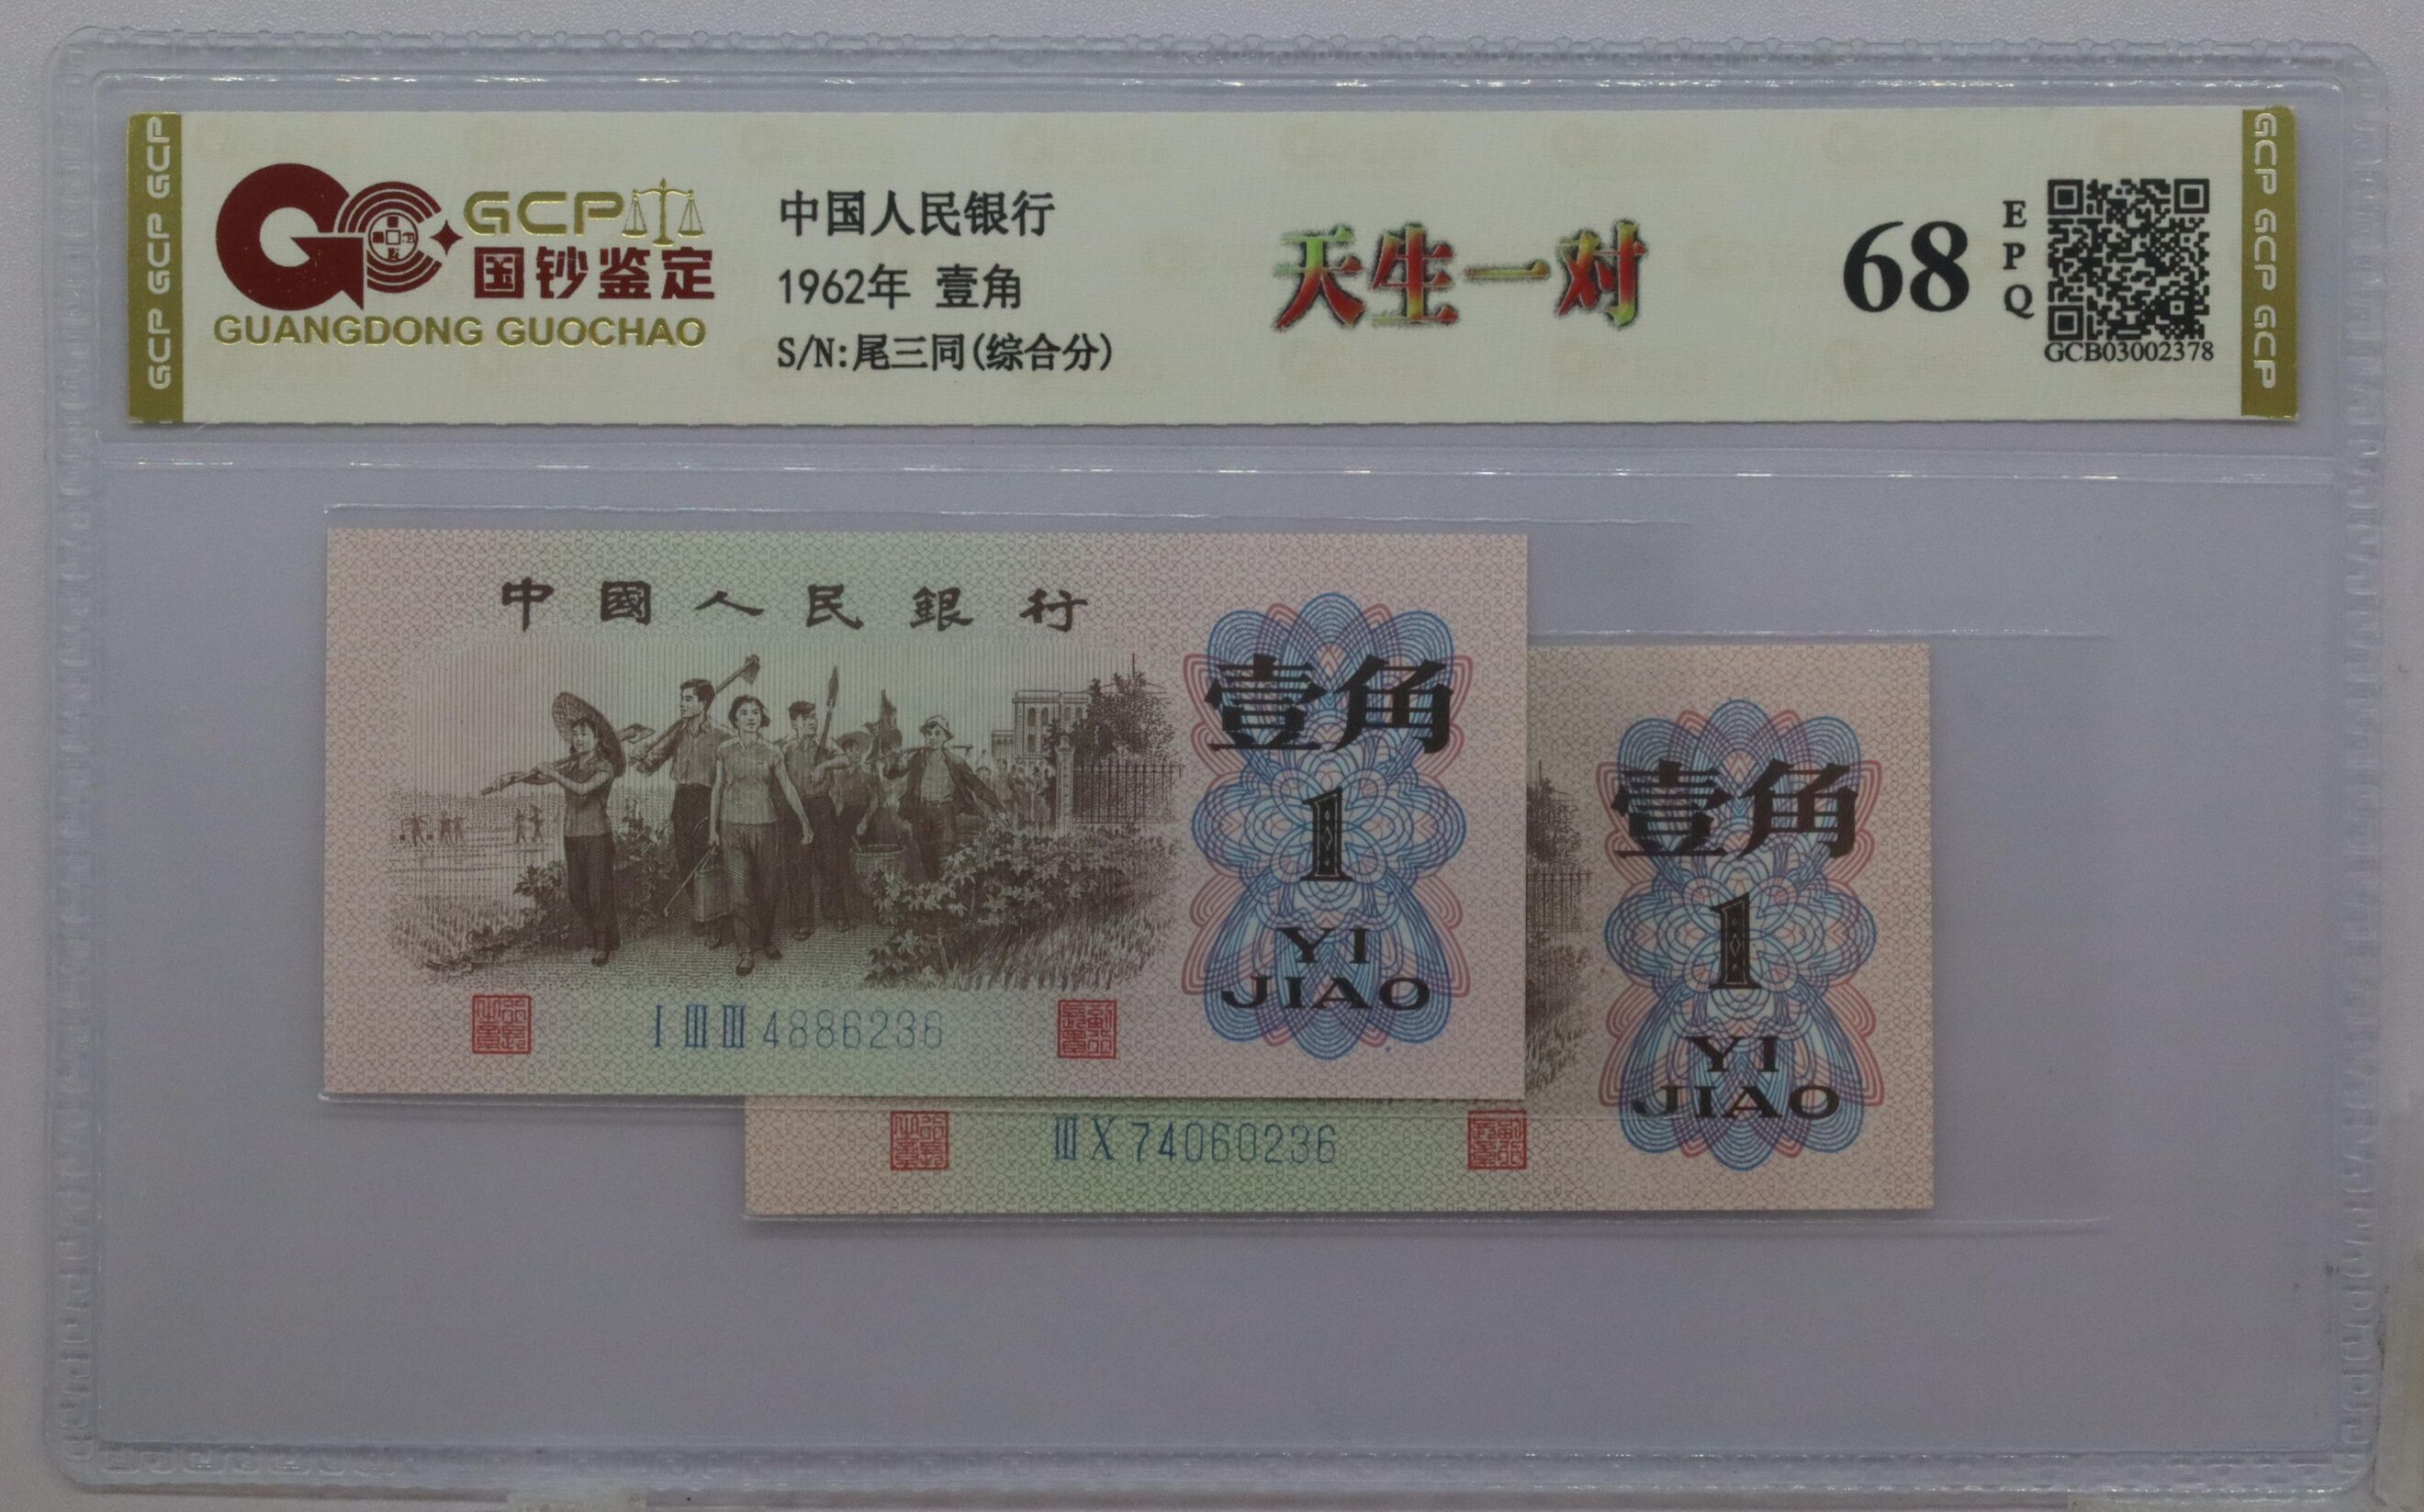 GCP GCP GCP
GCP
国钞鉴定
GUANGDONG GUOCHAO
中国人民银行
1962年 壹角
S/N:尾三同(综合分)
天生一对
68
EPQ
GCB03002378
GCP GCP GCP
中國人民銀行
壹角
1
YI
JIAO
I III III 4886236
壹角
1
YI
JIAO
III X 74060236